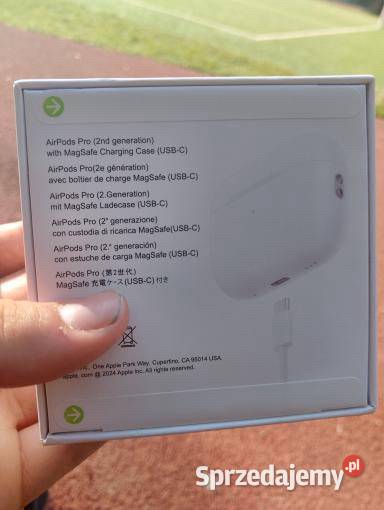 AirPods Pro (2nd generation)
with MagSafe Charging Case (USB-C)
AirPods Pro(2e génération)
avec boîtier de charge MagSafe (USB-C)
AirPods Pro (2.Generation)
mit MagSafe Ladecase (USB-C)
AirPods Pro (2ª generazione)
con custodia di ricarica MagSafe(USB-C)
AirPods Pro (2.ª generación)
con estuche de carga MagSafe (USB-C)
AirPods Pro (第2世代)
MagSafe 充電ケース(USB-C) 付き
One Apple Park Way, Cupertino, CA 95014 USA.
apple. com @ 2024 Apple Inc. All rights reserved.
Sprzedajemy.pl